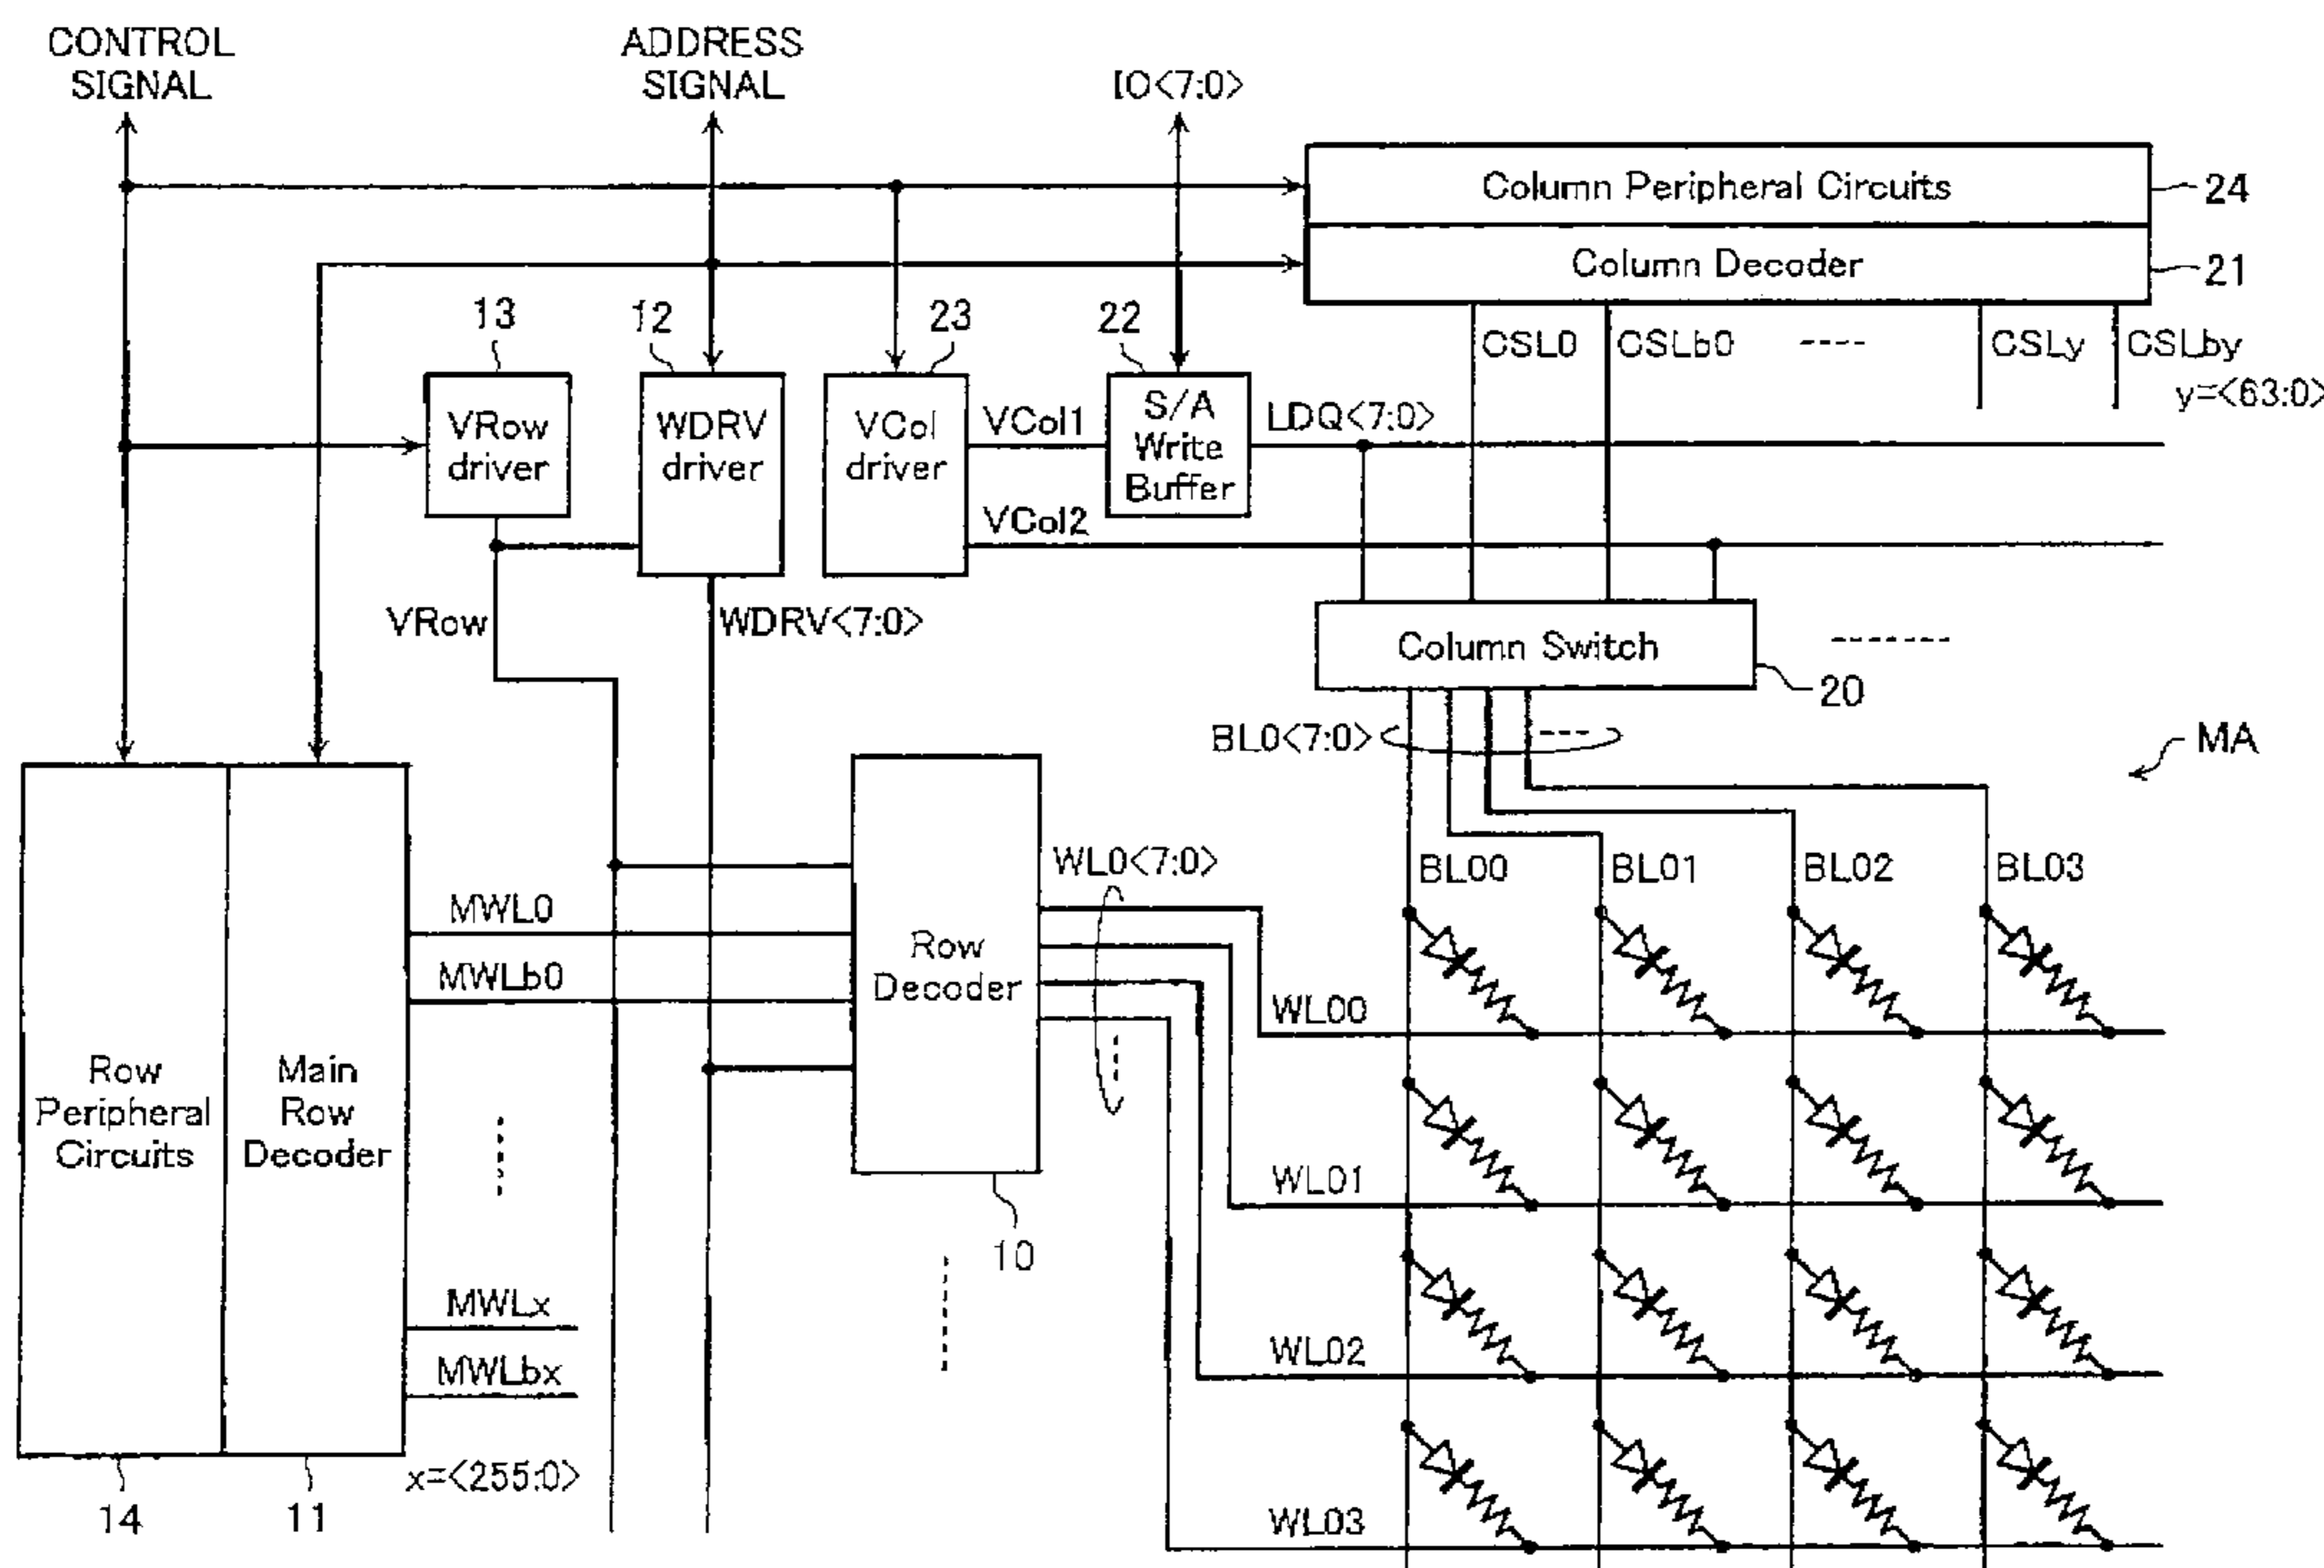 CONTROL
SIGNAL
ADDRESS
SIGNAL
IO<7:0>
Column Peripheral Circuits
24
Column Decoder
21
13
12
23
22
CSL0
CSLb0
CSLy
CSLby
y=<63:0>
VRow
driver
WDRV
driver
VCol
driver
VCol1
S/A
Write
Buffer
LDQ<7:0>
VCol2
VRow
WDRV<7:0>
Column Switch
20
BL0<7:0>
MA
WL0<7:0>
BL00
BL01
BL02
BL03
MWL0
MWLb0
Row
Decoder
WL00
Row
Peripheral
Circuits
Main
Row
Decoder
WL01
10
MWLx
MWLbx
WL02
x=<255:0>
14
11
WL03